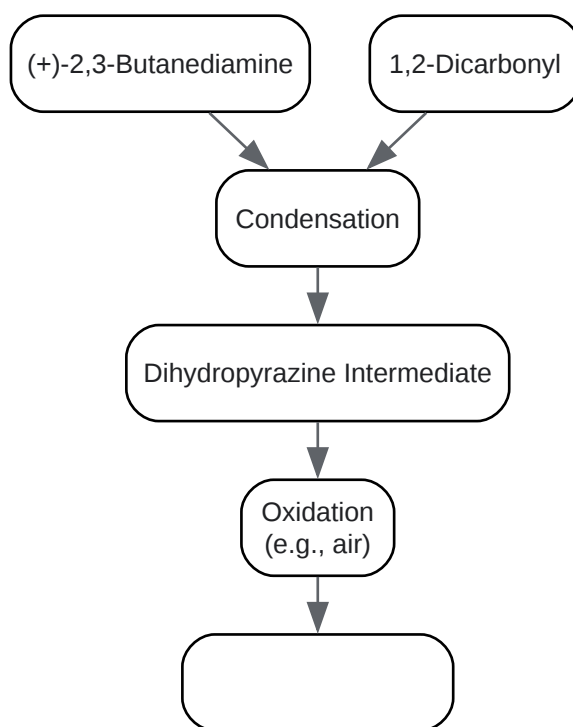 (+)-2,3-Butanediamine
1,2-Dicarbonyl
Condensation
Dihydropyrazine Intermediate
Oxidation
(e.g., air)